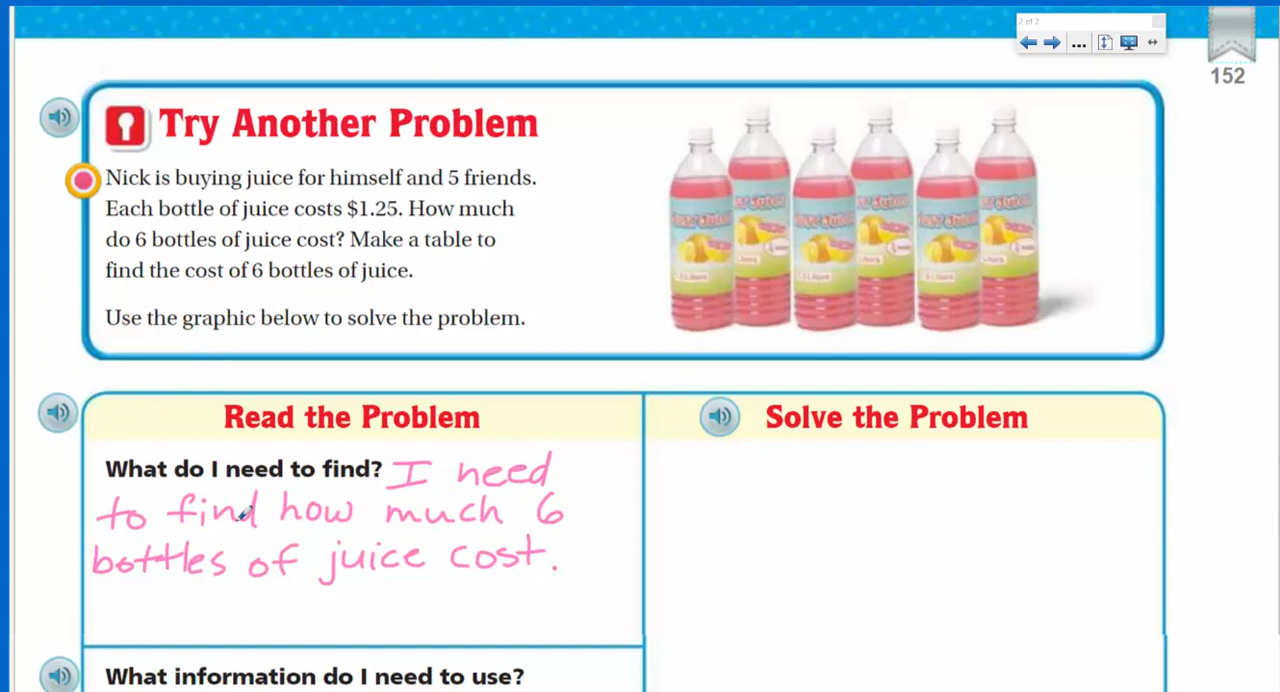 2 of 2
152
Try Another Problem
Nick is buying juice for himself and 5 friends.
Each bottle of juice costs $1.25. How much
do 6 bottles of juice cost? Make a table to
find the cost of 6 bottles of juice.
Use the graphic below to solve the problem.
Read the Problem
What do I need to find? I need
to find how much 6
bottles of juice cost.
What information do I need to use?
Solve the Problem